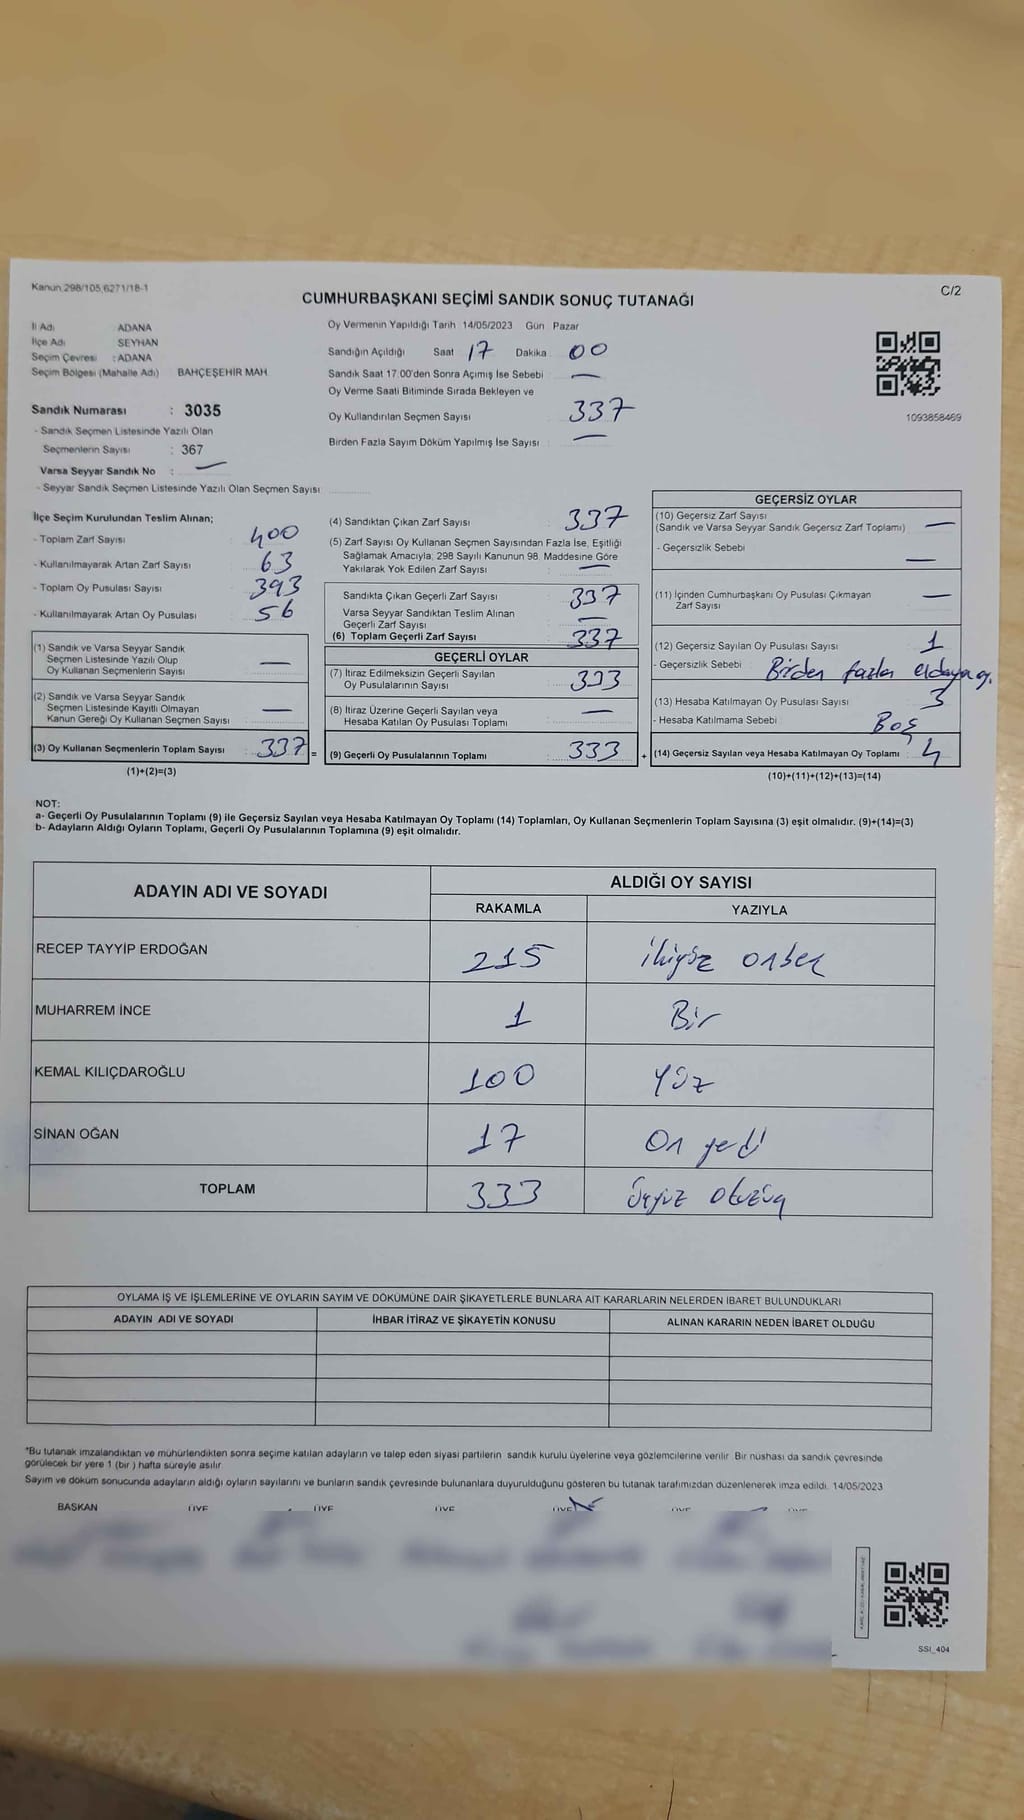 Kanun 298/105,6271/18-1
C/2
CUMHURBAŞKANI SEÇİMİ SANDIK SONUÇ TUTANAĞI
İl Adı ADANA
İlçe Adı SEYHAN
Seçim Çevresi : ADANA
Seçim Bölgesi (Mahalle Adı) BAHÇEŞEHİR MAH.
Sandık Numarası : 3035
- Sandık Seçmen Listesinde Yazılı Olan
Seçmenlerin Sayısı : 367
Varsa Seyyar Sandık No : —
- Seyyar Sandık Seçmen Listesinde Yazılı Olan Seçmen Sayısı
Oy Vermenin Yapıldığı Tarih 14/05/2023 Gün Pazar
Sandığın Açıldığı Saat 17 Dakika 00
Sandık Saat 17.00'den Sonra Açımış İse Sebebi —
Oy Verme Saati Bitiminde Sırada Bekleyen ve
Oy Kullandırılan Seçmen Sayısı 337
Birden Fazla Sayım Döküm Yapılmış İse Sayısı —
1093858469
İlçe Seçim Kurulundan Teslim Alınan;
- Toplam Zarf Sayısı 400
- Kullanılmayarak Artan Zarf Sayısı 63
- Toplam Oy Pusulası Sayısı 393
- Kullanılmayarak Artan Oy Pusulası 56
(1) Sandık ve Varsa Seyyar Sandık
Seçmen Listesinde Yazılı Olup
Oy Kullanan Seçmenlerin Sayısı —
(2) Sandık ve Varsa Seyyar Sandık
Seçmen Listesinde Kayıtlı Olmayan
Kanun Gereği Oy Kullanan Seçmen Sayısı —
(3) Oy Kullanan Seçmenlerin Toplam Sayısı 337 =
(1)+(2)=(3)
(4) Sandıktan Çıkan Zarf Sayısı : 337
(5) Zarf Sayısı Oy Kullanan Seçmen Sayısından Fazla İse, Eşitliği
Sağlamak Amacıyla; 298 Sayılı Kanunun 98. Maddesine Göre
Yakılarak Yok Edilen Zarf Sayısı —
Sandıkta Çıkan Geçerli Zarf Sayısı 337
Varsa Seyyar Sandıktan Teslim Alınan
Geçerli Zarf Sayısı —
(6) Toplam Geçerli Zarf Sayısı 337
GEÇERLİ OYLAR
(7) İtiraz Edilmeksizin Geçerli Sayılan
Oy Pusulalarının Sayısı 333
(8) İtiraz Üzerine Geçerli Sayılan veya
Hesaba Katılan Oy Pusulası Toplamı —
(9) Geçerli Oy Pusulalarının Toplamı 333 +
GEÇERSİZ OYLAR
(10) Geçersiz Zarf Sayısı
(Sandık ve Varsa Seyyar Sandık Geçersiz Zarf Toplamı) —
- Geçersizlik Sebebi —
(11) İçinden Cumhurbaşkanı Oy Pusulası Çıkmayan
Zarf Sayısı —
(12) Geçersiz Sayılan Oy Pusulası Sayısı 1
- Geçersizlik Sebebi Birden fazla
(13) Hesaba Katılmayan Oy Pusulası Sayısı 3
- Hesaba Katılmama Sebebi Boş
(14) Geçersiz Sayılan veya Hesaba Katılmayan Oy Toplamı : 4
(10)+(11)+(12)+(13)=(14)
NOT:
a- Geçerli Oy Pusulalarının Toplamı (9) ile Geçersiz Sayılan veya Hesaba Katılmayan Oy Toplamı (14) Toplamları, Oy Kullanan Seçmenlerin Toplam Sayısına (3) eşit olmalıdır. (9)+(14)=(3)
b- Adayların Aldığı Oyların Toplamı, Geçerli Oy Pusulalarının Toplamına (9) eşit olmalıdır.
ADAYIN ADI VE SOYADI
ALDIĞI OY SAYISI
RAKAMLA YAZIYLA
RECEP TAYYİP ERDOĞAN 215 ikiyüz onbeş
MUHARREM İNCE 1 Bir
KEMAL KILIÇDAROĞLU 100 Yüz
SİNAN OĞAN 17 On yedi
TOPLAM 333 Üçyüz otuzüç
OYLAMA İŞ VE İŞLEMLERİNE VE OYLARIN SAYIM VE DÖKÜMÜNE DAİR ŞİKAYETLERLE BUNLARA AİT KARARLARIN NELERDEN İBARET BULUNDUKLARI
ADAYIN ADI VE SOYADI İHBAR İTİRAZ VE ŞİKAYETİN KONUSU ALINAN KARARIN NEDEN İBARET OLDUĞU
*Bu tutanak imzalandıktan ve mühürlendikten sonra seçime katılan adayların ve talep eden siyasi partilerin sandık kurulu üyelerine veya gözlemcilerine verilir. Bir nüshası da sandık çevresinde
görülecek bir yere 1 (bir ) hafta süreyle asılır.
Sayım ve döküm sonucunda adayların aldığı oyların sayılarını ve bunların sandık çevresinde bulunanlara duyurulduğunu gösteren bu tutanak tarafımızdan düzenlenerek imza edildi. 14/05/2023
BAŞKAN ÜYE ÜYE ÜYE ÜYE ÜYE ÜYE
SSI_404